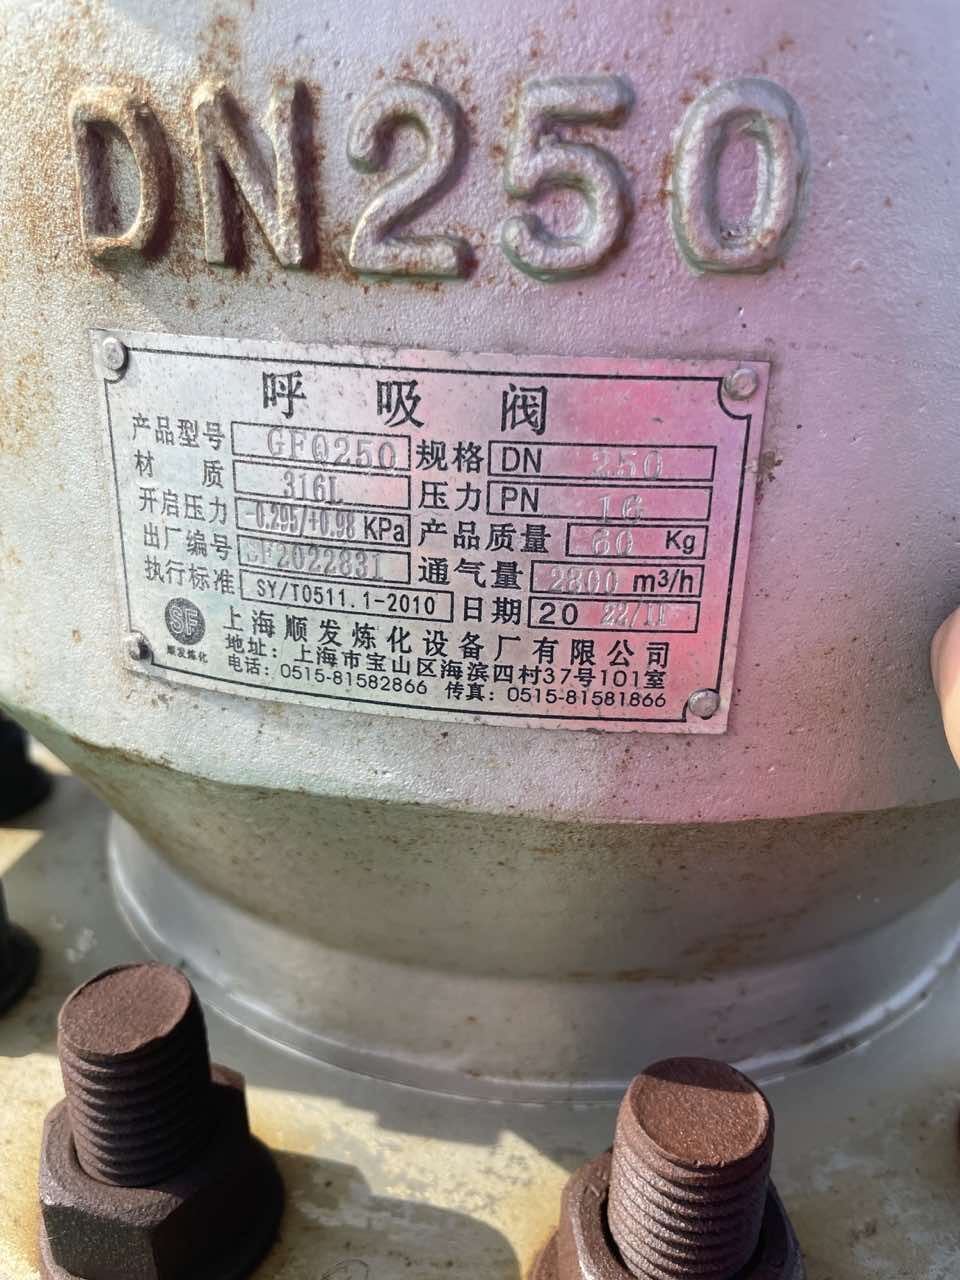 DN250
呼吸阀
产品型号 GFQ250 规格 DN 250
材质 316L 压力 PN 16
开启压力 -0.295/+0.98 KPa 产品质量 60 Kg
出厂编号 SF2022831 通气量 2800 m3/h
执行标准 SY/T0511.1-2010 日期 20 22/11
SF 上海顺发炼化设备厂有限公司
顺发炼化 地址：上海市宝山区海滨四村37号101室
电话：0515-81582866 传真：0515-81581866